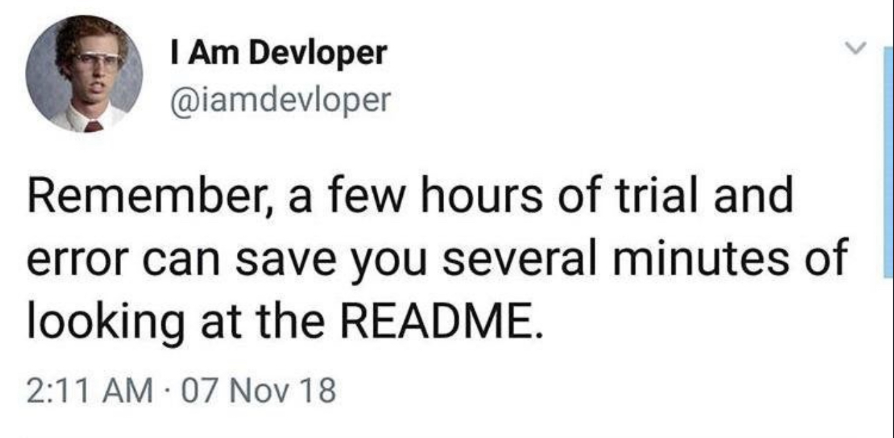 I Am Devloper
@iamdevloper
Remember, a few hours of trial and
error can save you several minutes of
looking at the README.
2:11 AM · 07 Nov 18